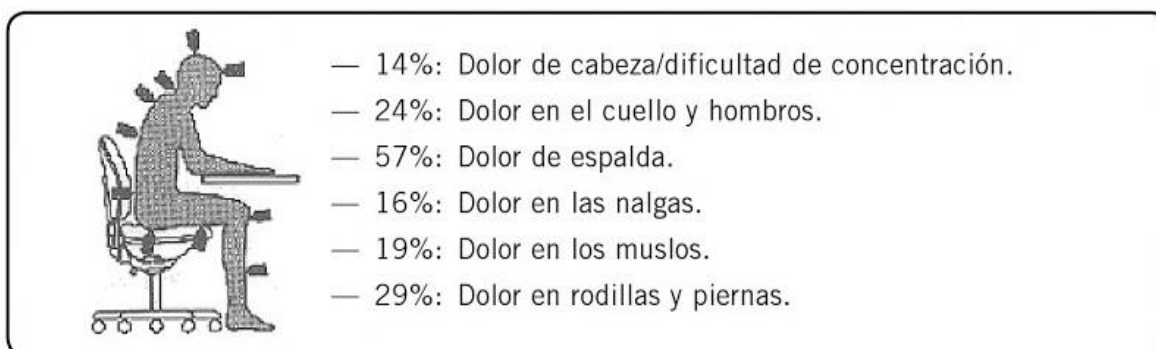 — 14%: Dolor de cabeza/dificultad de concentración.
— 24%: Dolor en el cuello y hombros.
— 57%: Dolor de espalda.
— 16%: Dolor en las nalgas.
— 19%: Dolor en los muslos.
— 29%: Dolor en rodillas y piernas.